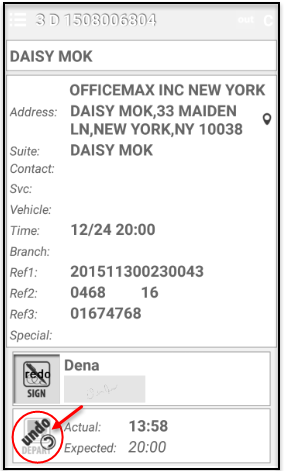 3 D 1508006804 out C
DAISY MOK
OFFICEMAX INC NEW YORK
Address: DAISY MOK,33 MAIDEN
LN,NEW YORK,NY 10038
Suite: DAISY MOK
Contact:
Svc:
Vehicle:
Time: 12/24 20:00
Branch:
Ref1: 201511300230043
Ref2: 0468 16
Ref3: 01674768
Special:
redo
SIGN
Dena
undo
DEPART
Actual: 13:58
Expected: 20:00